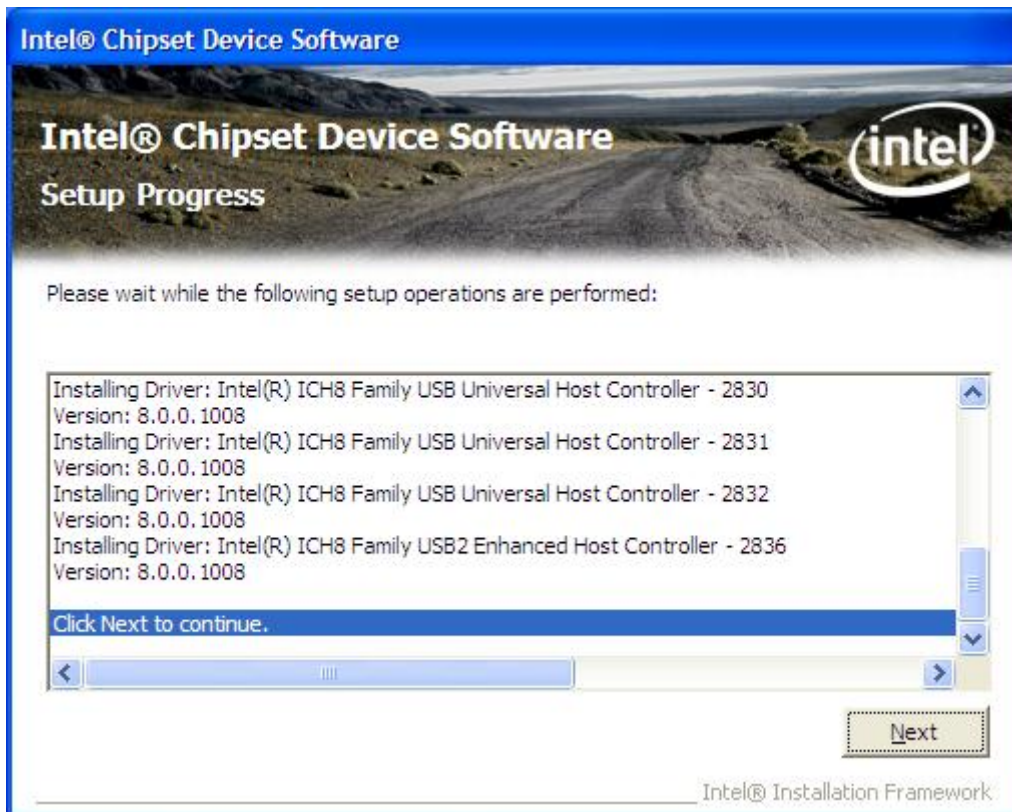 Intel® Chipset Device Software
Intel® Chipset Device Software
intel
Setup Progress
Please wait while the following setup operations are performed:
Installing Driver: Intel(R) ICH8 Family USB Universal Host Controller - 2830
Version: 8.0.0.1008
Installing Driver: Intel(R) ICH8 Family USB Universal Host Controller - 2831
Version: 8.0.0.1008
Installing Driver: Intel(R) ICH8 Family USB Universal Host Controller - 2832
Version: 8.0.0.1008
Installing Driver: Intel(R) ICH8 Family USB2 Enhanced Host Controller - 2836
Version: 8.0.0.1008
Click Next to continue.
Next
Intel® Installation Framework